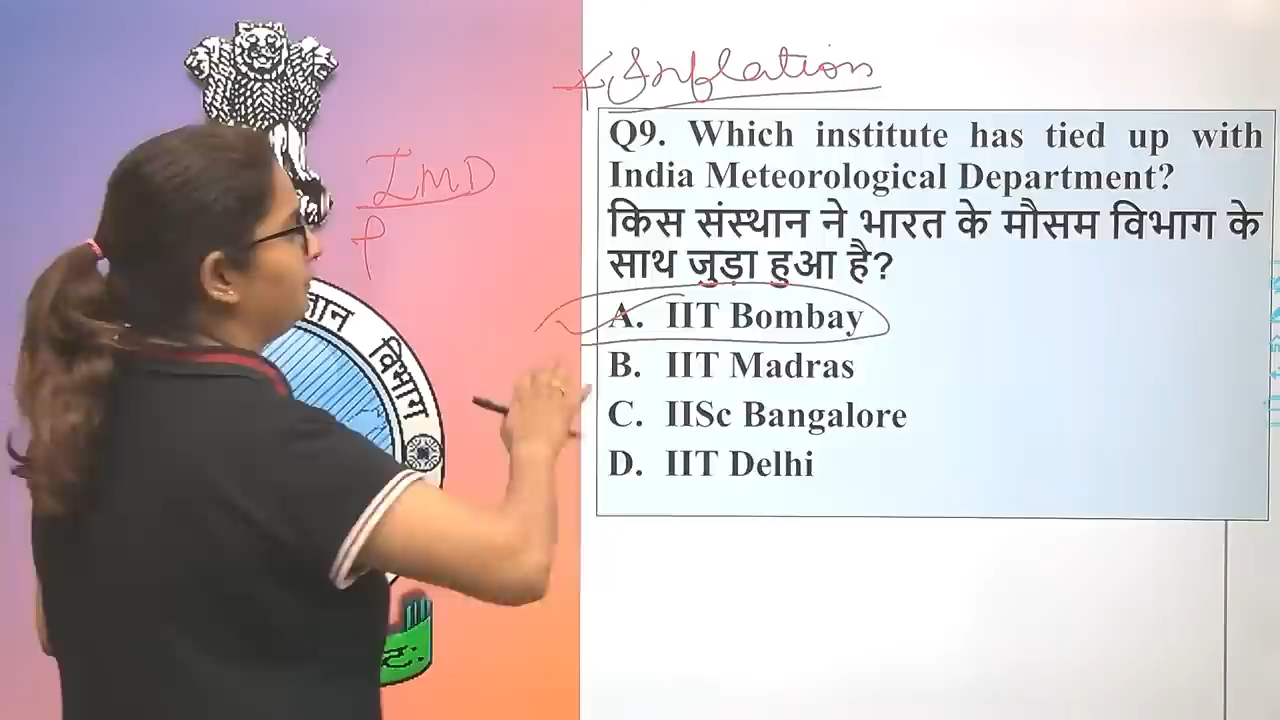 Inflation
IMD
P
ज्ञान
विभाग
Q9. Which institute has tied up with
India Meteorological Department?
किस संस्थान ने भारत के मौसम विभाग के
साथ जुड़ा हुआ है?
A. IIT Bombay
B. IIT Madras
C. IISc Bangalore
D. IIT Delhi